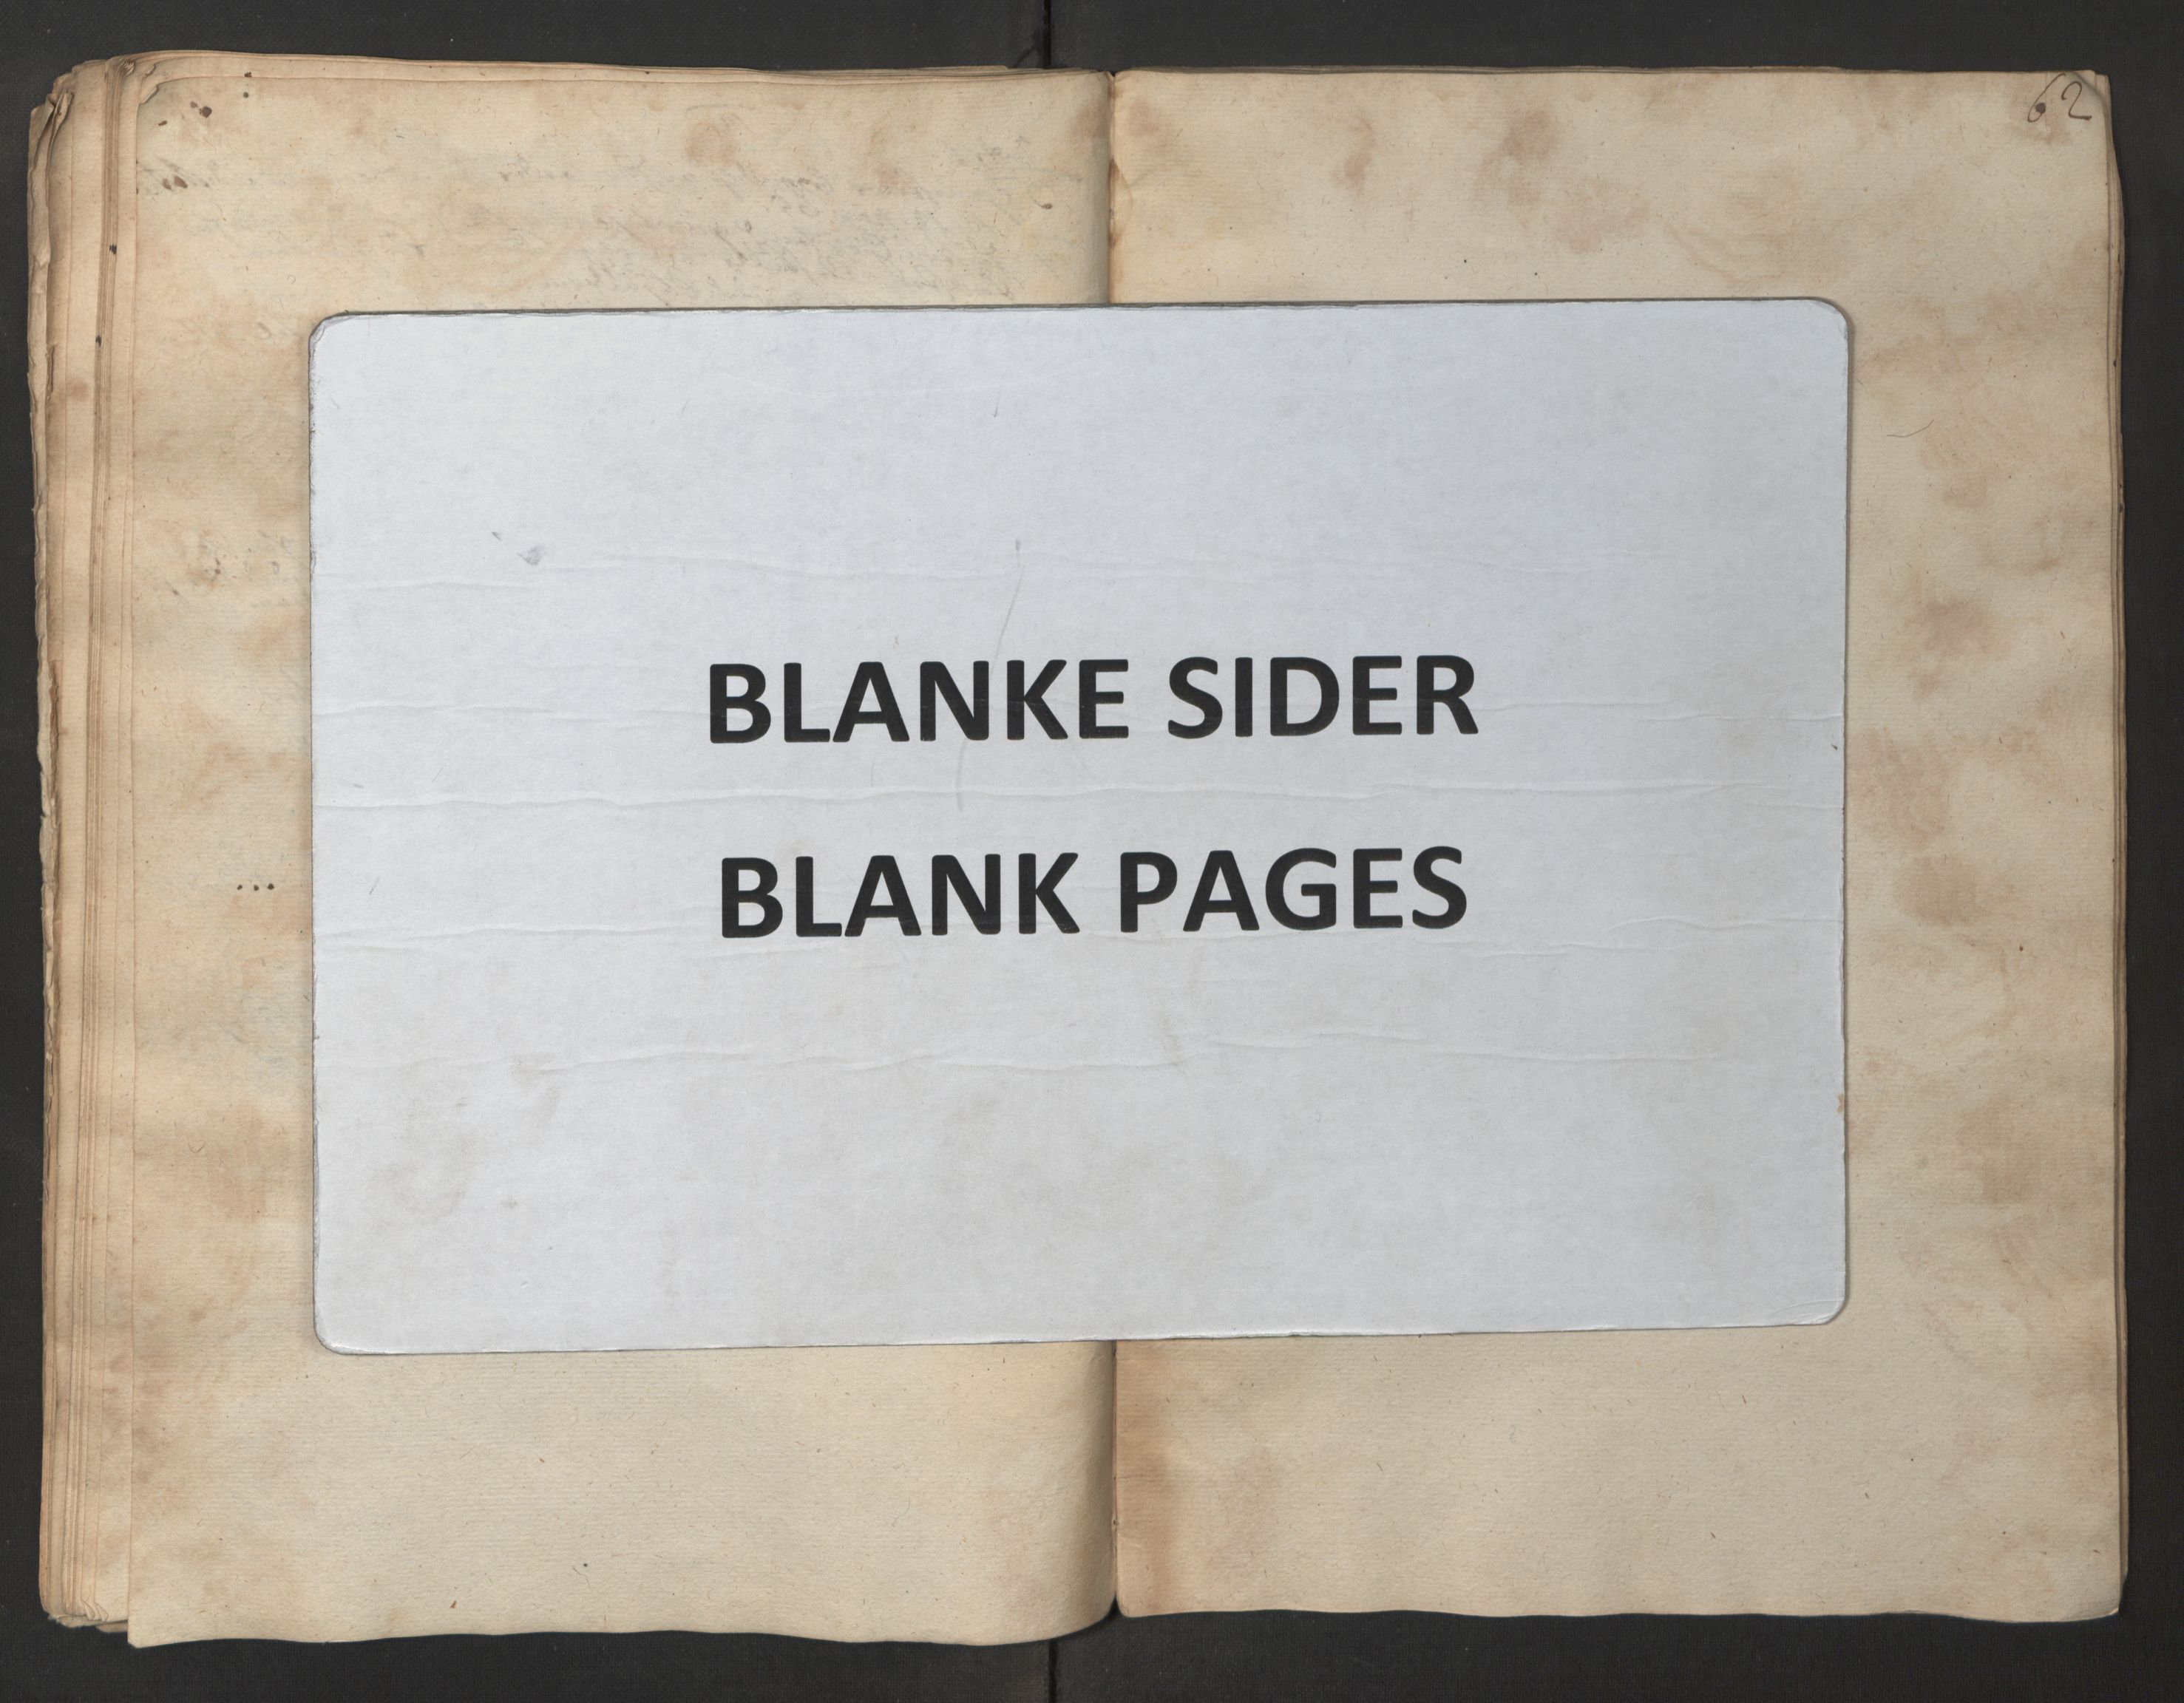 62
BLANKE SIDER
BLANK PAGES